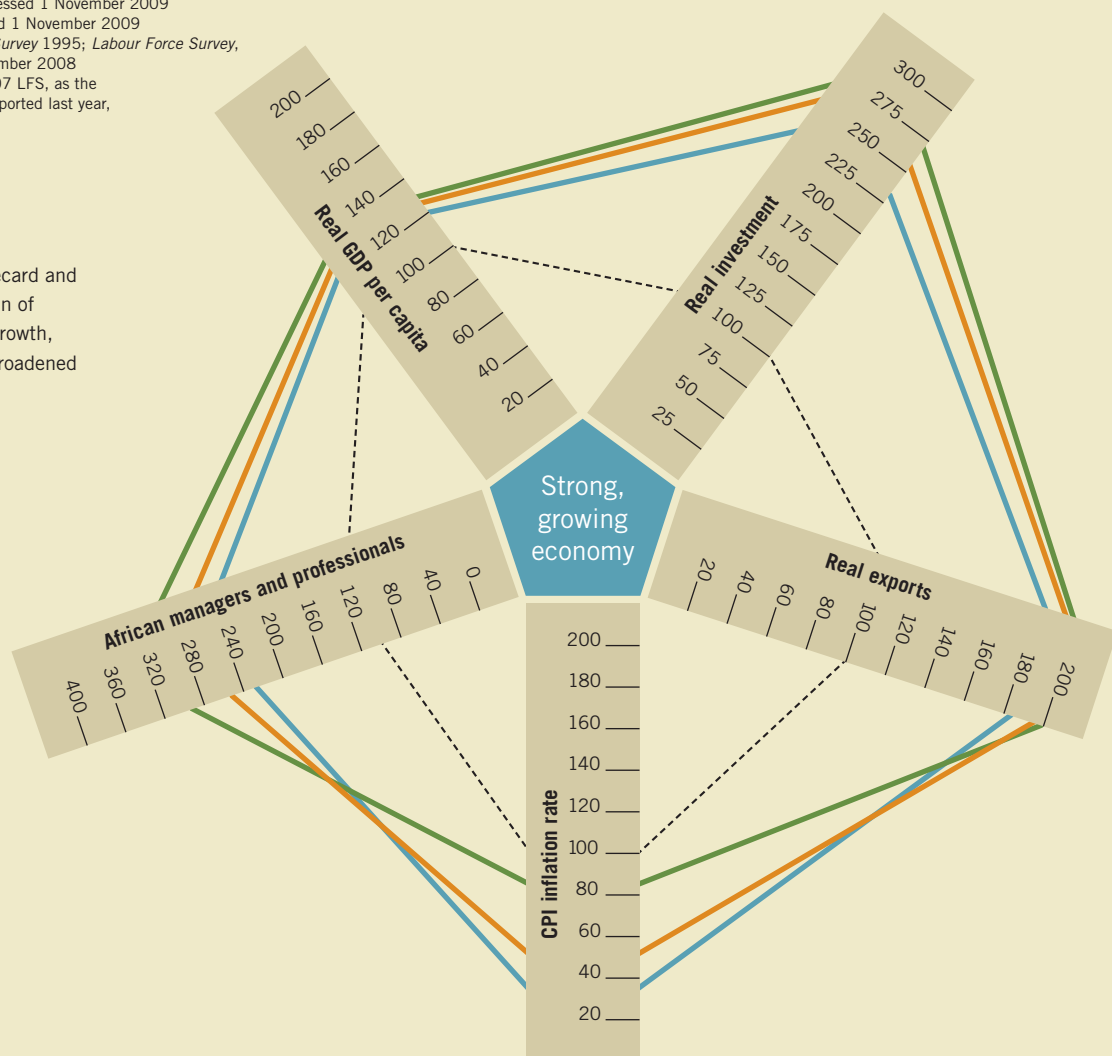 essed 1 November 2009
d 1 November 2009
Survey 1995; Labour Force Survey,
mber 2008
07 LFS, as the
ported last year,
ecard and
n of
rowth,
roadened
200
180
160
140
120
100
80
60
40
20
Real GDP per capita
300
275
250
225
200
175
150
125
100
75
50
25
Real investment
Strong,
growing
economy
African managers and professionals
400
360
320
280
240
200
160
120
80
40
0
Real exports
20
40
60
80
100
120
140
160
180
200
CPI inflation rate
200
180
160
140
120
100
80
60
40
20